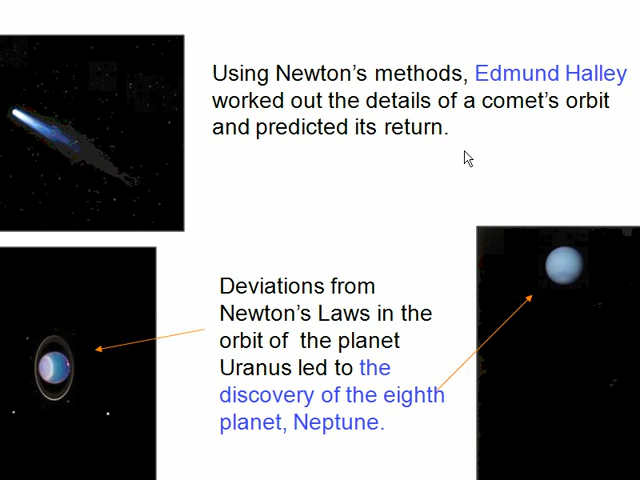 Using Newton's methods, Edmund Halley
worked out the details of a comet's orbit
and predicted its return.
Deviations from
Newton's Laws in the
orbit of  the planet
Uranus led to the
discovery of the eighth
planet, Neptune.